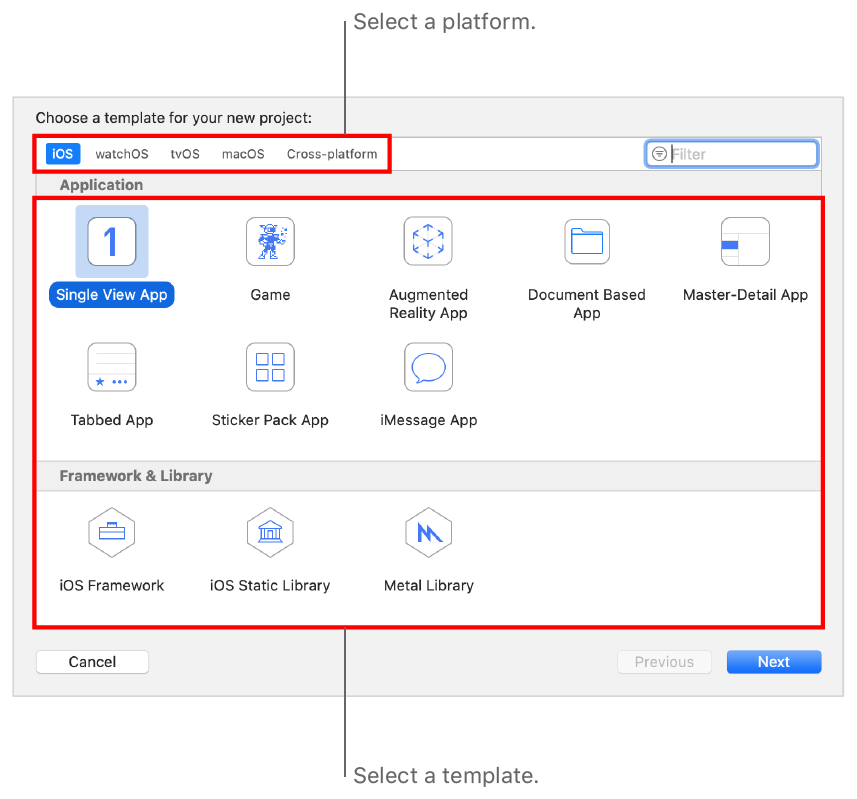 Select a platform.
Choose a template for your new project:
iOS watchOS tvOS macOS Cross-platform Filter
Application
1
Single View App Game Augmented Document Based Master-Detail App
Reality App App
Tabbed App Sticker Pack App iMessage App
Framework & Library
iOS Framework iOS Static Library Metal Library
Cancel Previous Next
Select a template.